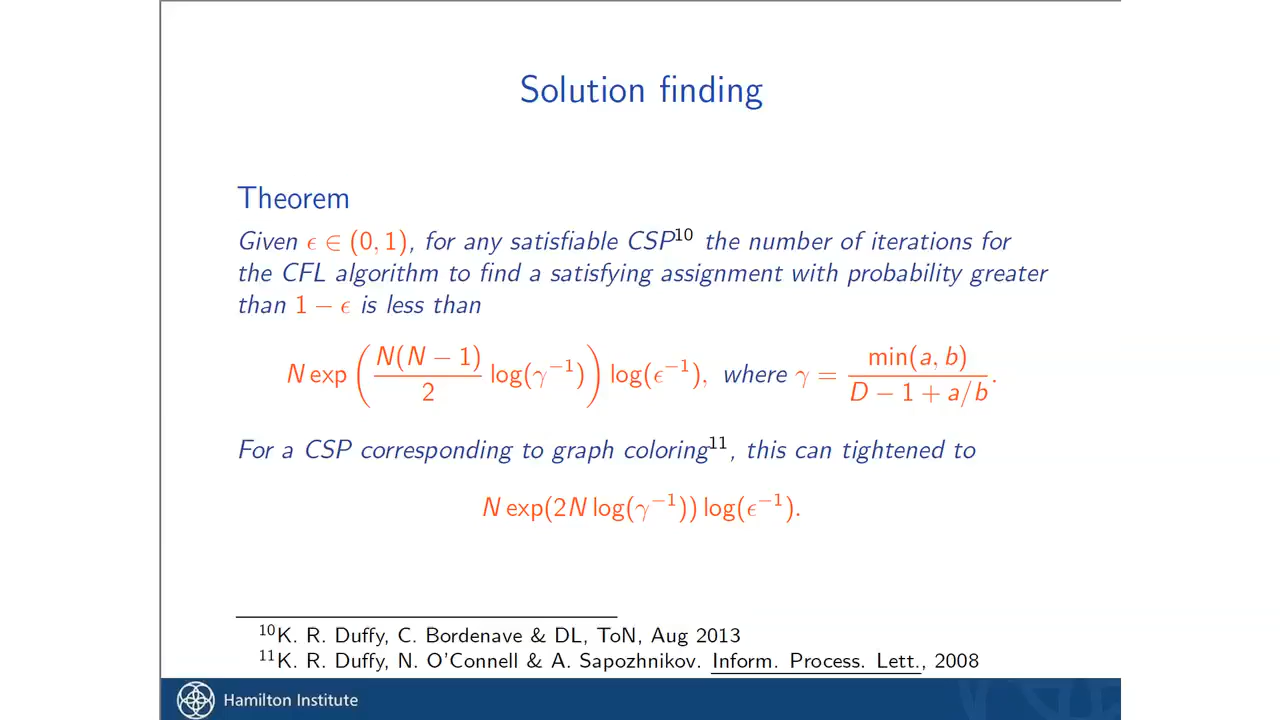 Solution finding
Theorem
Given ϵ ∈ (0, 1), for any satisfiable CSP¹⁰ the number of iterations for
the CFL algorithm to find a satisfying assignment with probability greater
than 1 − ϵ is less than
N exp ( N(N − 1) / 2 log(γ⁻¹) ) log(ϵ⁻¹), where γ = min(a, b) / D − 1 + a/b .
For a CSP corresponding to graph coloring¹¹, this can tightened to
N exp(2N log(γ⁻¹)) log(ϵ⁻¹).
¹⁰K. R. Duffy, C. Bordenave & DL, ToN, Aug 2013
¹¹K. R. Duffy, N. O'Connell & A. Sapozhnikov. Inform. Process. Lett., 2008
Hamilton Institute